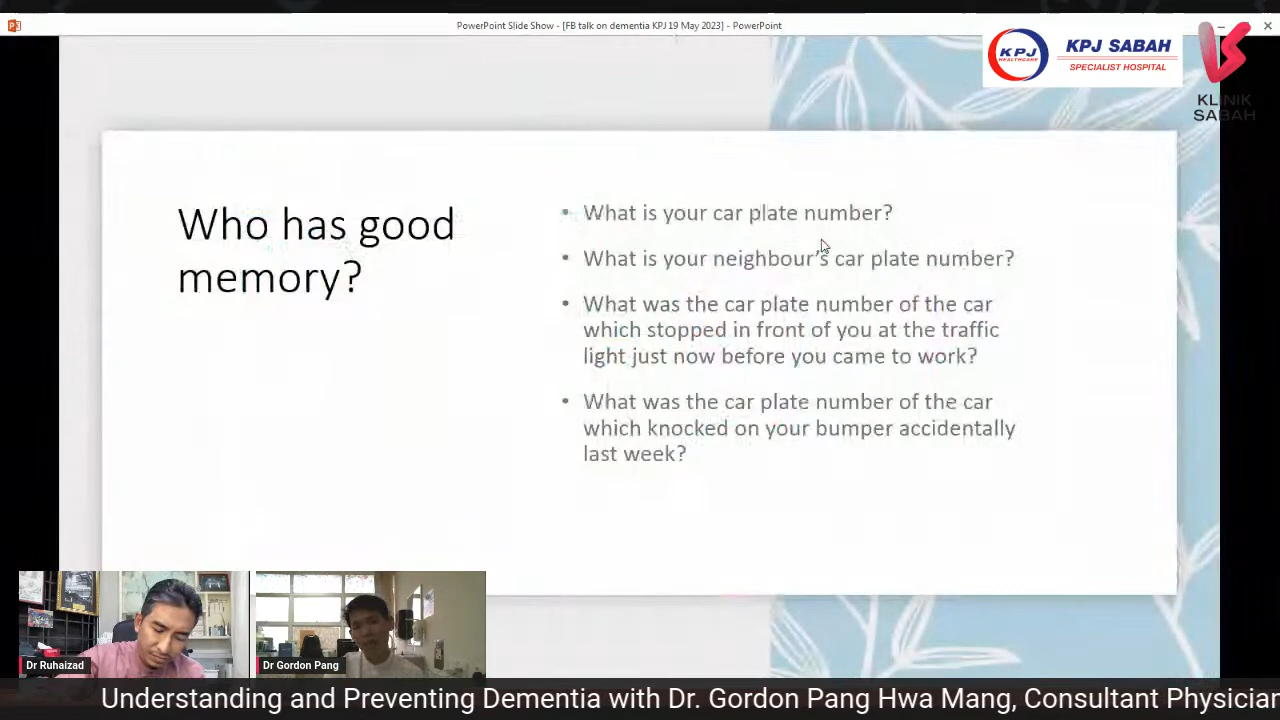 PowerPoint Slide Show - [FB talk on dementia KPJ 19 May 2023] - PowerPoint
KPJ
HEALTHCARE
KPJ SABAH
SPECIALIST HOSPITAL
KLINIK
SABAH
Who has good
memory?
• What is your car plate number?
• What is your neighbour's car plate number?
• What was the car plate number of the car
which stopped in front of you at the traffic
light just now before you came to work?
• What was the car plate number of the car
which knocked on your bumper accidentally
last week?
Dr Ruhaizad
Dr Gordon Pang
Understanding and Preventing Dementia with Dr. Gordon Pang Hwa Mang, Consultant Physician